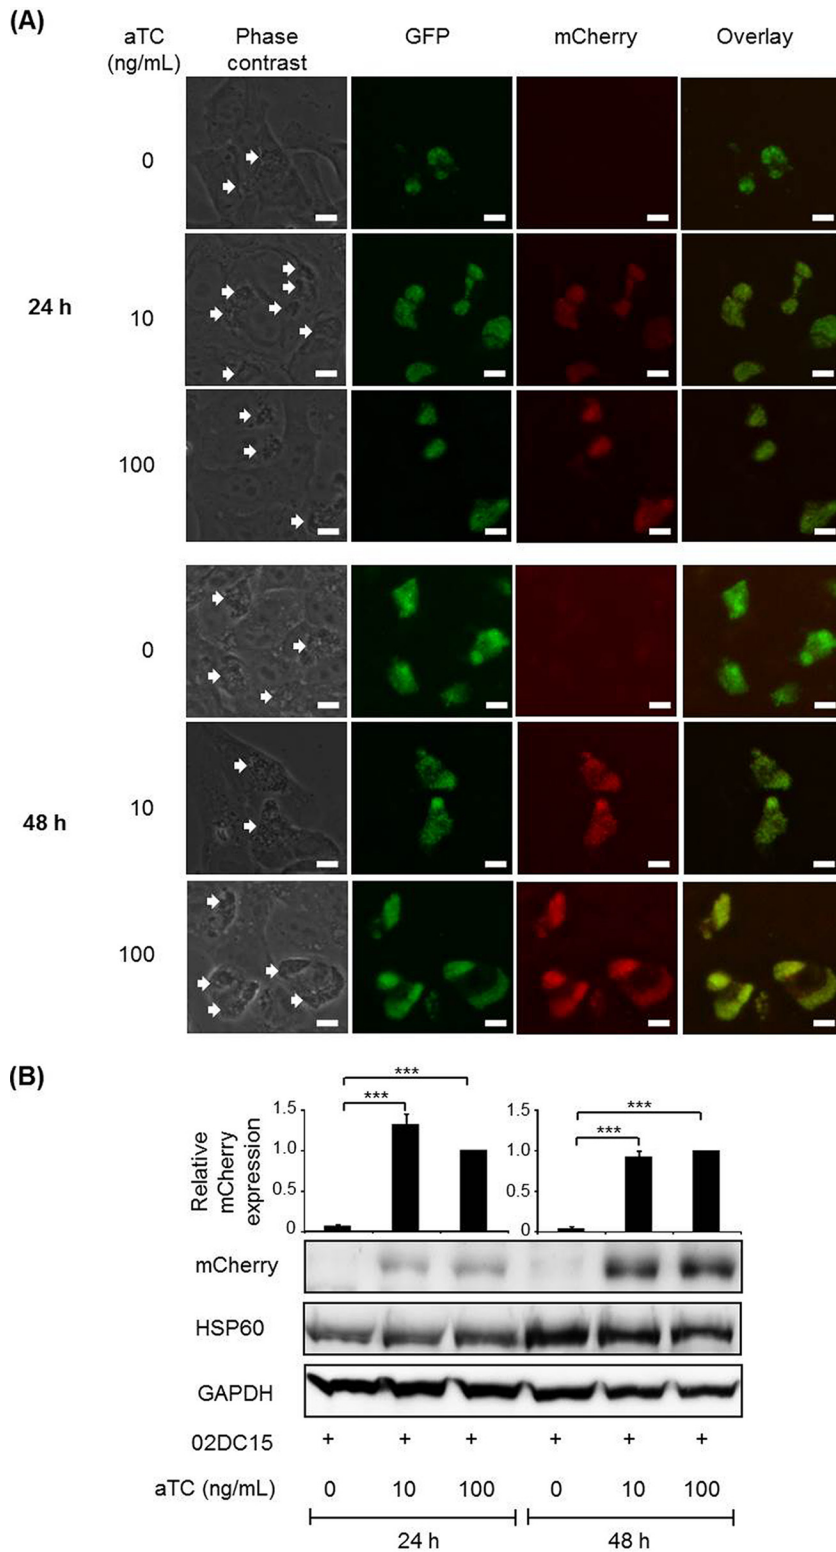 (A)
aTC
(ng/mL)
Phase
contrast
GFP
mCherry
Overlay
0
24 h
10
100
0
10
48 h
100
(B)
Relative
mCherry
expression
1.5
1.0
0.5
0
***
***
1.5
1.0
0.5
0
***
***
mCherry
HSP60
GAPDH
02DC15 + + + + + +
aTC (ng/mL) 0 10 100 0 10 100
24 h 48 h